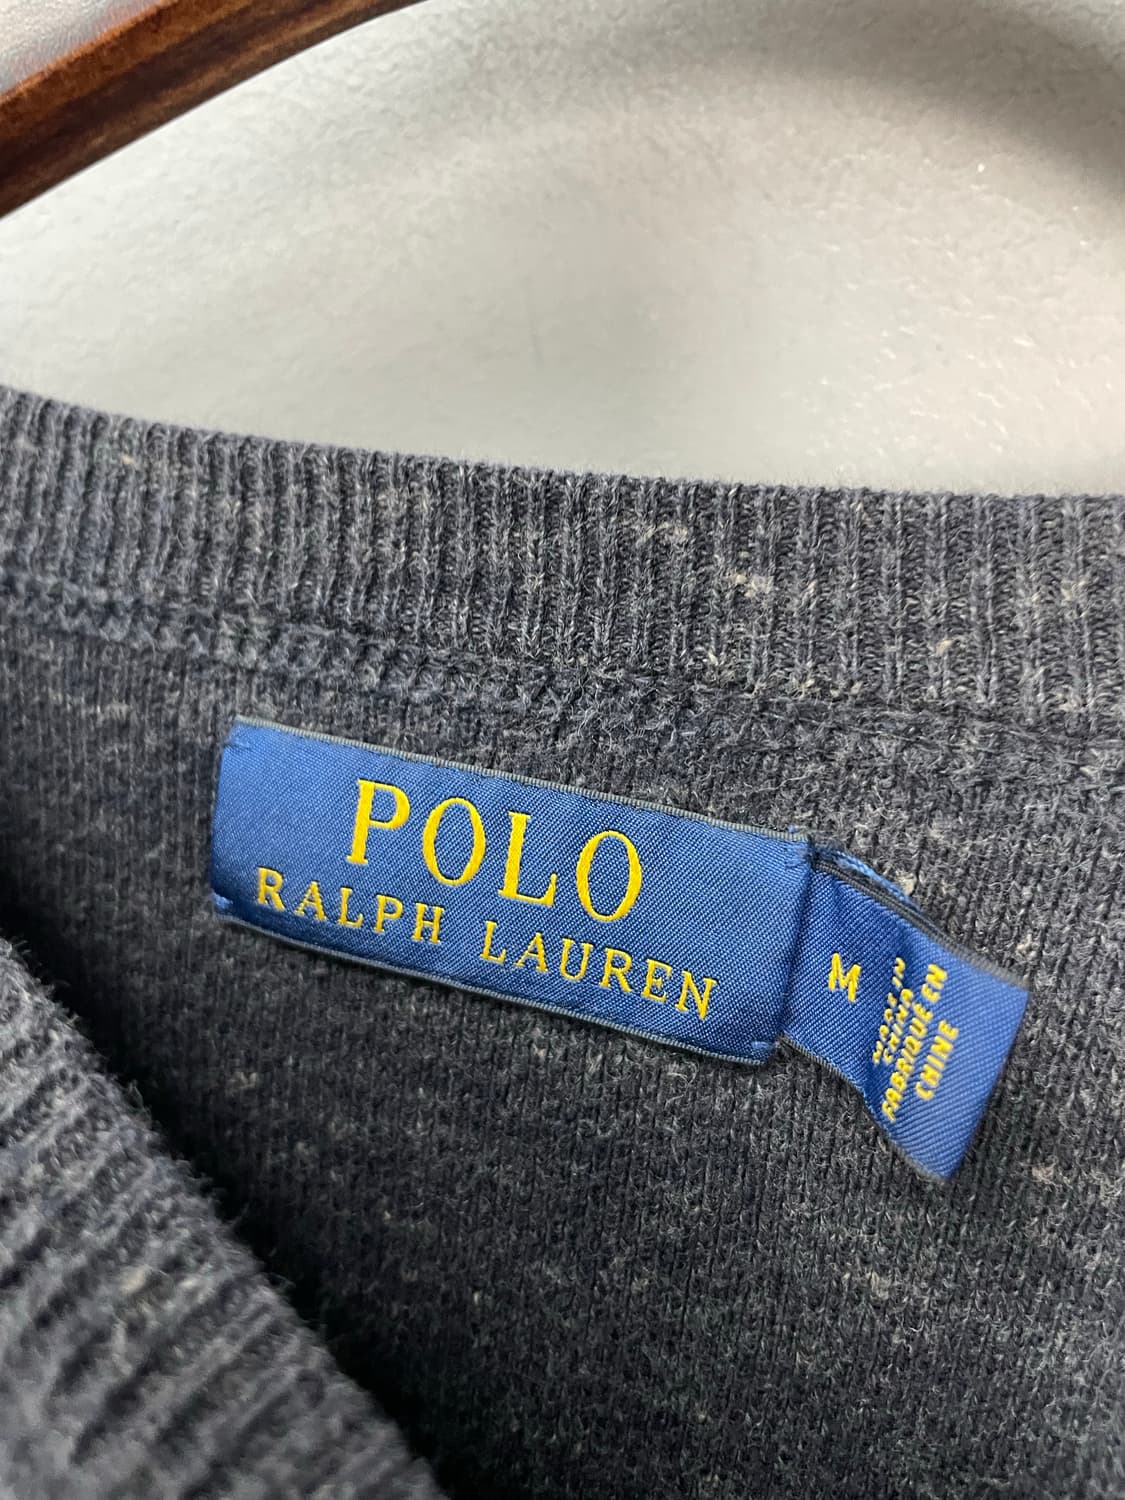 POLO
RALPH LAUREN
M
MADE IN
CHINA
FABRIQUÉ EN
CHINE